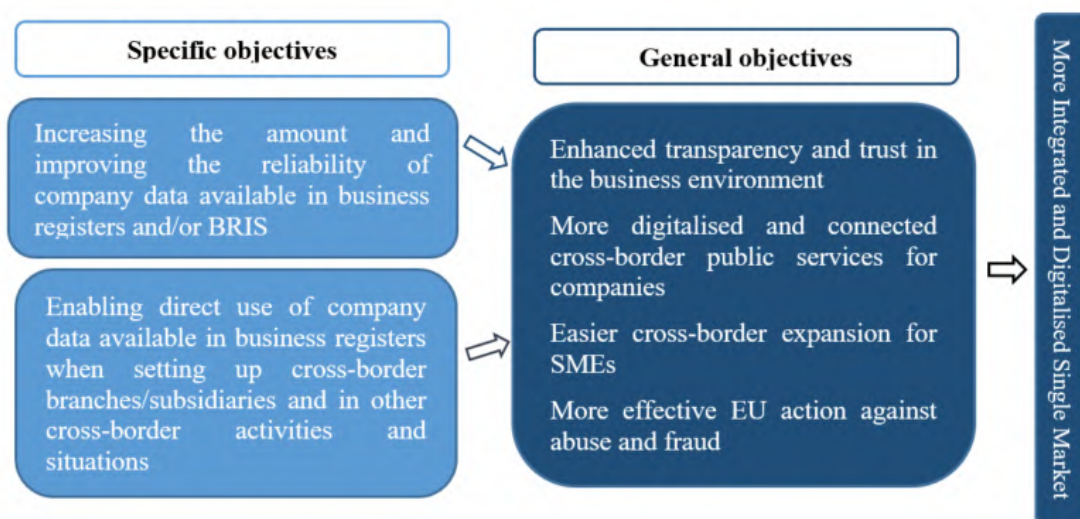 Specific objectives
Increasing the amount and
improving the reliability of
company data available in business
registers and/or BRIS
Enabling direct use of company
data available in business registers
when setting up cross-border
branches/subsidiaries and in other
cross-border activities and
situations
General objectives
Enhanced transparency and trust in
the business environment
More digitalised and connected
cross-border public services for
companies
Easier cross-border expansion for
SMEs
More effective EU action against
abuse and fraud
More Integrated and Digitalised Single Market